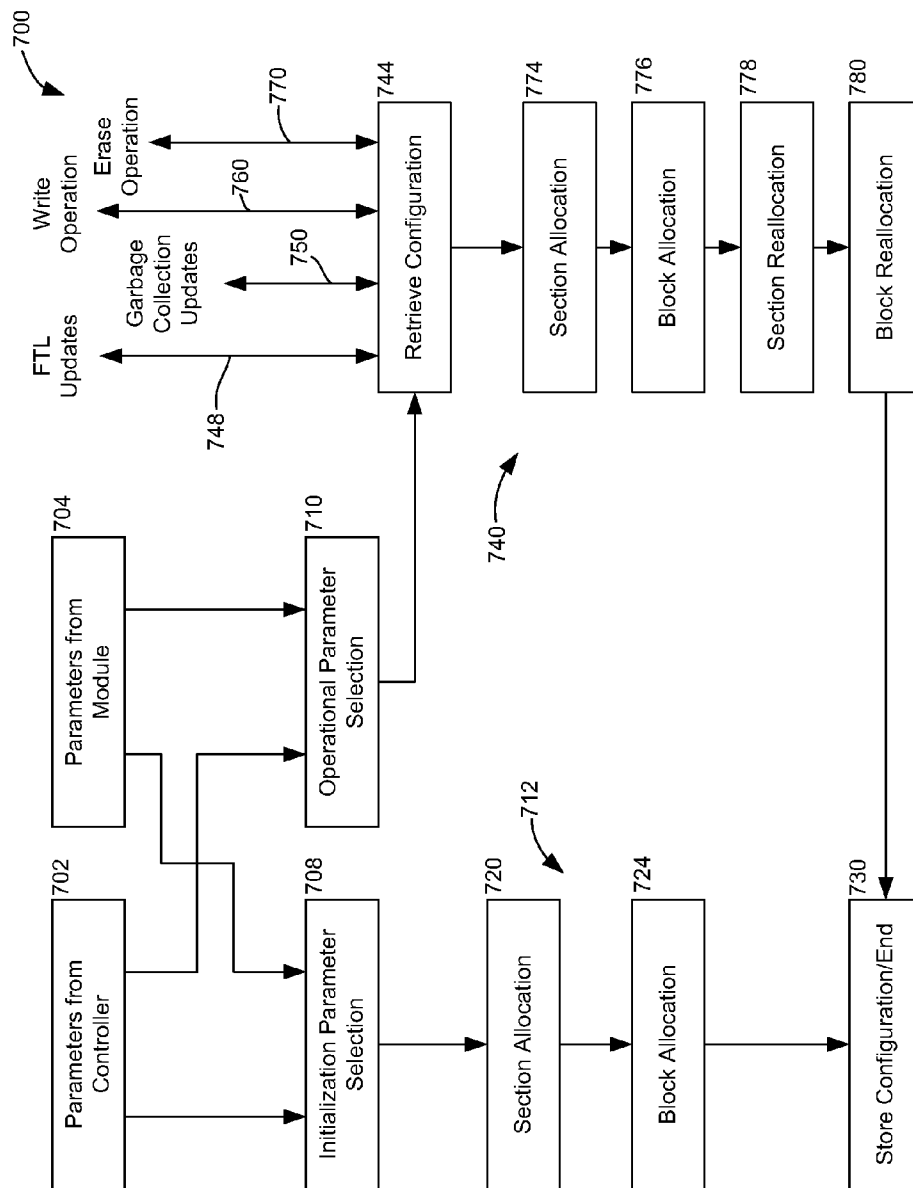 700
702
Parameters from
Controller
704
Parameters from
Module
FTL
Updates
Garbage
Collection
Updates
Write
Operation
Erase
Operation
748
750
760
770
708
Initialization Parameter
Selection
710
Operational Parameter
Selection
744
Retrieve Configuration
712
720
Section Allocation
724
Block Allocation
730
Store Configuration/End
740
774
Section Allocation
776
Block Allocation
778
Section Reallocation
780
Block Reallocation